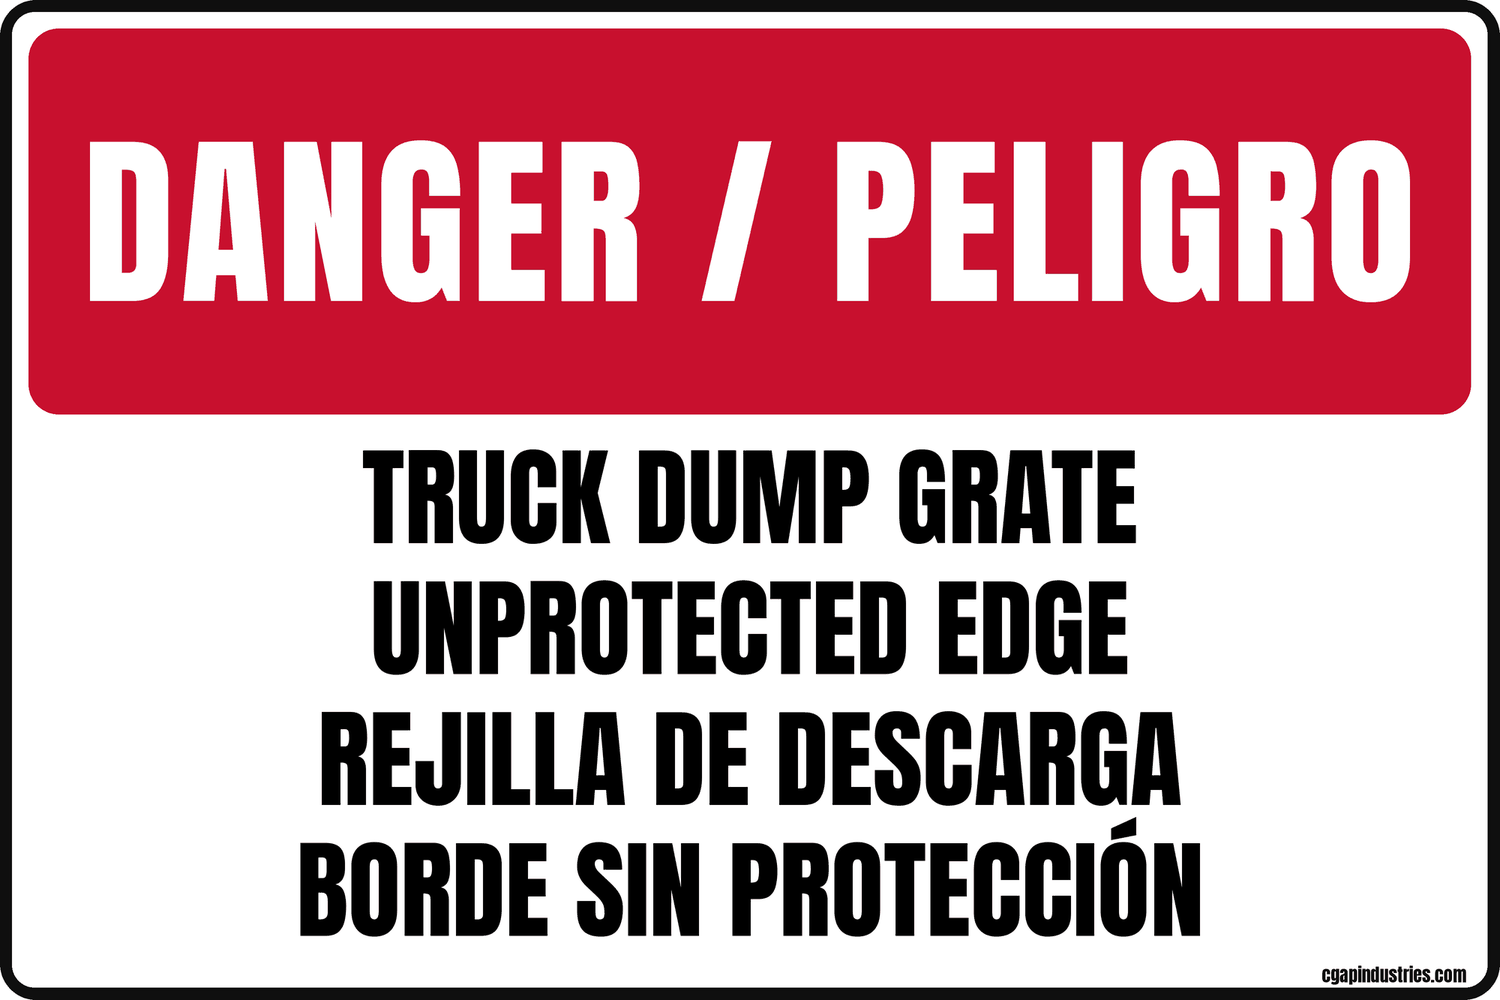 DANGER / PELIGRO
TRUCK DUMP GRATE
UNPROTECTED EDGE
REJILLA DE DESCARGA
BORDE SIN PROTECCIÓN
cgapindustries.com